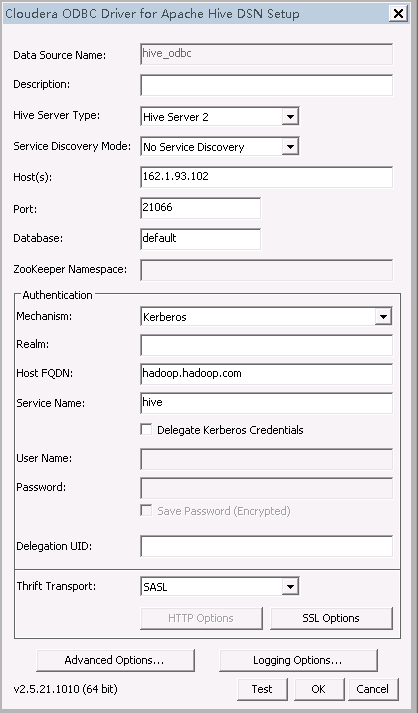 Cloudera ODBC Driver for Apache Hive DSN Setup
Data Source Name: hive_odbc
Description:
Hive Server Type: Hive Server 2
Service Discovery Mode: No Service Discovery
Host(s): 162.1.93.102
Port: 21066
Database: default
ZooKeeper Namespace:
Authentication
Mechanism: Kerberos
Realm:
Host FQDN: hadoop.hadoop.com
Service Name: hive
Delegate Kerberos Credentials
User Name:
Password:
Save Password (Encrypted)
Delegation UID:
Thrift Transport: SASL
HTTP Options SSL Options
Advanced Options... Logging Options...
v2.5.21.1010 (64 bit) Test OK Cancel